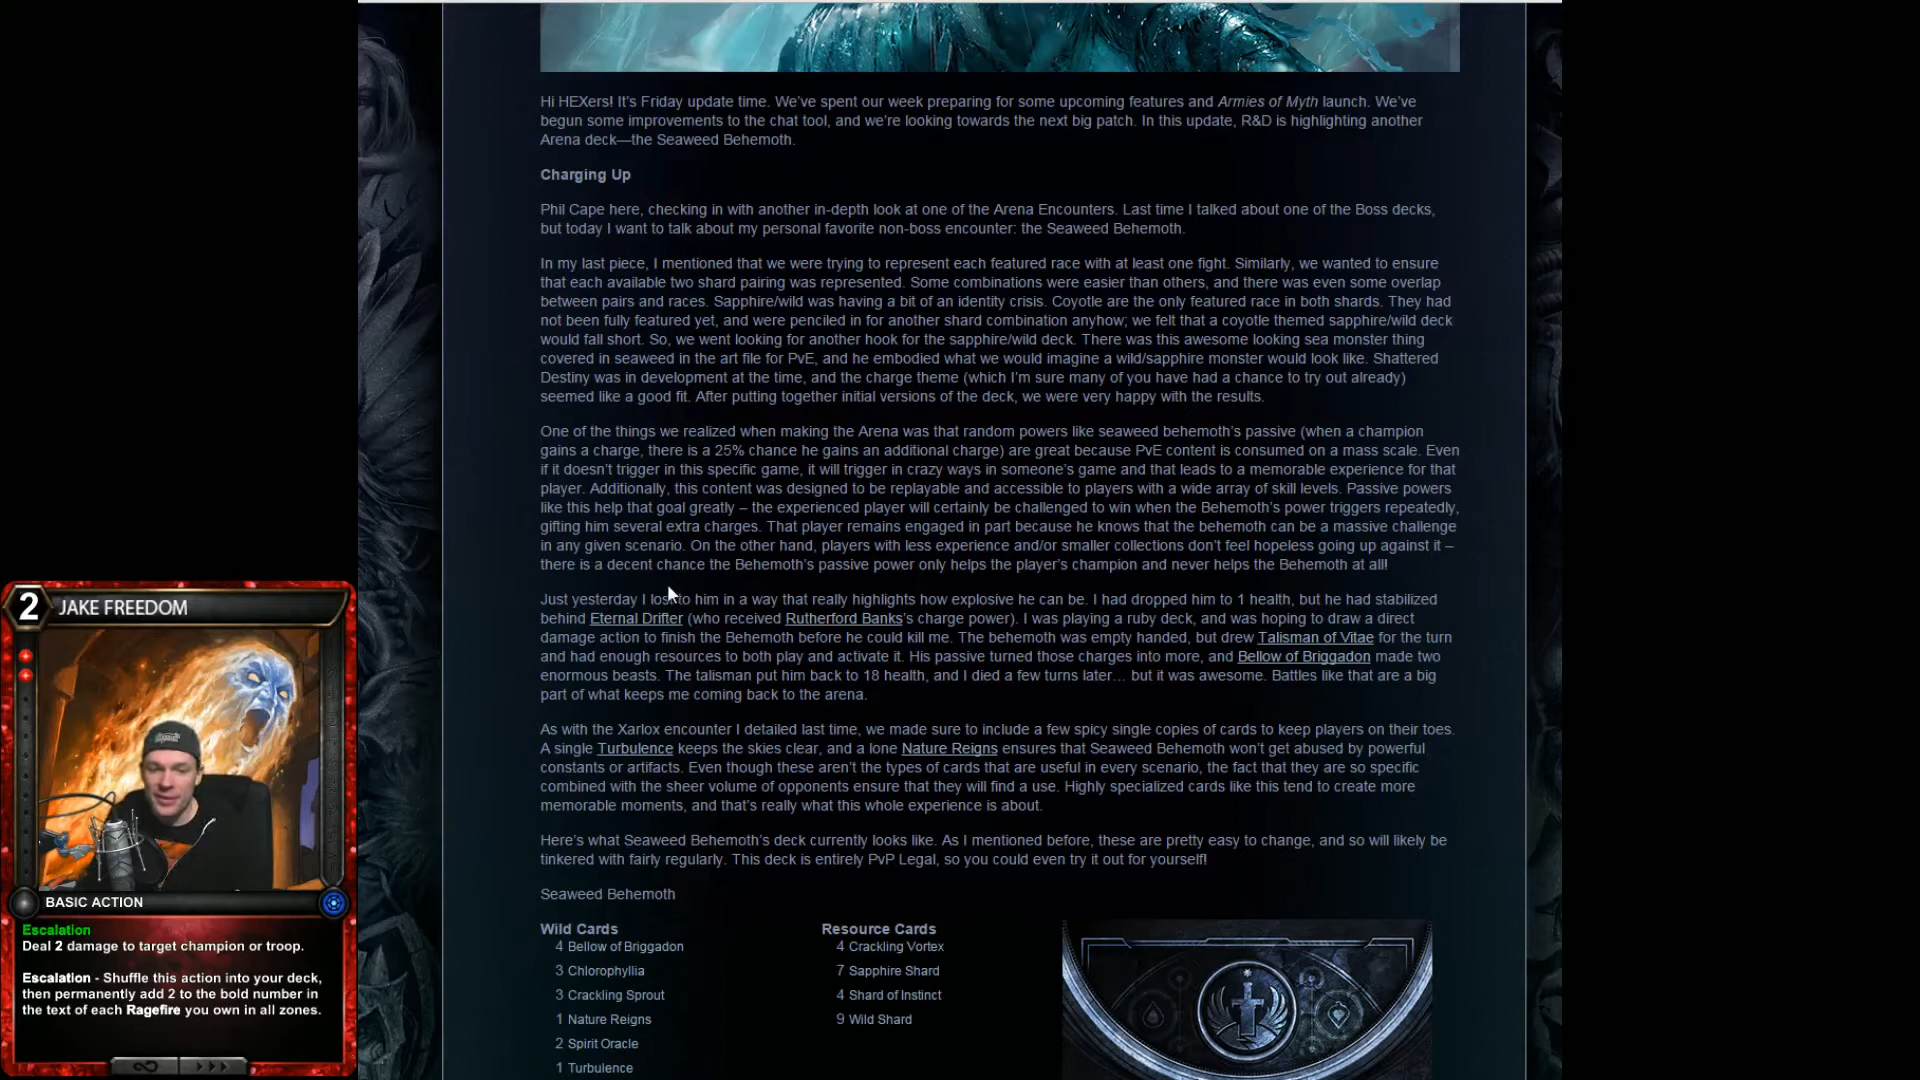 Hi HEXers! It's Friday update time. We've spent our week preparing for some upcoming features and Armies of Myth launch. We've
begun some improvements to the chat tool, and we're looking towards the next big patch. In this update, R&D is highlighting another
Arena deck—the Seaweed Behemoth.
Charging Up
Phil Cape here, checking in with another in-depth look at one of the Arena Encounters. Last time I talked about one of the Boss decks,
but today I want to talk about my personal favorite non-boss encounter: the Seaweed Behemoth.
In my last piece, I mentioned that we were trying to represent each featured race with at least one fight. Similarly, we wanted to ensure
that each available two shard pairing was represented. Some combinations were easier than others, and there was even some overlap
between pairs and races. Sapphire/wild was having a bit of an identity crisis. Coyotle are the only featured race in both shards. They had
not been fully featured yet, and were penciled in for another shard combination anyhow; we felt that a coyotle themed sapphire/wild deck
would fall short. So, we went looking for another hook for the sapphire/wild deck. There was this awesome looking sea monster thing
covered in seaweed in the art file for PvE, and he embodied what we would imagine a wild/sapphire monster would look like. Shattered
Destiny was in development at the time, and the charge theme (which I'm sure many of you have had a chance to try out already)
seemed like a good fit. After putting together initial versions of the deck, we were very happy with the results.
One of the things we realized when making the Arena was that random powers like seaweed behemoth's passive (when a champion
gains a charge, there is a 25% chance he gains an additional charge) are great because PvE content is consumed on a mass scale. Even
if it doesn't trigger in this specific game, it will trigger in crazy ways in someone's game and that leads to a memorable experience for that
player. Additionally, this content was designed to be replayable and accessible to players with a wide array of skill levels. Passive powers
like this help that goal greatly – the experienced player will certainly be challenged to win when the Behemoth's power triggers repeatedly,
gifting him several extra charges. That player remains engaged in part because he knows that the behemoth can be a massive challenge
in any given scenario. On the other hand, players with less experience and/or smaller collections don't feel hopeless going up against it –
there is a decent chance the Behemoth's passive power only helps the player's champion and never helps the Behemoth at all!
Just yesterday I lost to him in a way that really highlights how explosive he can be. I had dropped him to 1 health, but he had stabilized
behind Eternal Drifter (who received Rutherford Banks's charge power). I was playing a ruby deck, and was hoping to draw a direct
damage action to finish the Behemoth before he could kill me. The behemoth was empty handed, but drew Talisman of Vitae for the turn
and had enough resources to both play and activate it. His passive turned those charges into more, and Bellow of Briggadon made two
enormous beasts. The talisman put him back to 18 health, and I died a few turns later… but it was awesome. Battles like that are a big
part of what keeps me coming back to the arena.
As with the Xarlox encounter I detailed last time, we made sure to include a few spicy single copies of cards to keep players on their toes.
A single Turbulence keeps the skies clear, and a lone Nature Reigns ensures that Seaweed Behemoth won't get abused by powerful
constants or artifacts. Even though these aren't the types of cards that are useful in every scenario, the fact that they are so specific
combined with the sheer volume of opponents ensure that they will find a use. Highly specialized cards like this tend to create more
memorable moments, and that's really what this whole experience is about.
Here's what Seaweed Behemoth's deck currently looks like. As I mentioned before, these are pretty easy to change, and so will likely be
tinkered with fairly regularly. This deck is entirely PvP Legal, so you could even try it out for yourself!
Seaweed Behemoth
Wild Cards
4 Bellow of Briggadon
3 Chlorophyllia
3 Crackling Sprout
1 Nature Reigns
2 Spirit Oracle
1 Turbulence
Resource Cards
4 Crackling Vortex
7 Sapphire Shard
4 Shard of Instinct
9 Wild Shard
2 JAKE FREEDOM
BASIC ACTION
Escalation
Deal 2 damage to target champion or troop.
Escalation - Shuffle this action into your deck,
then permanently add 2 to the bold number in
the text of each Ragefire you own in all zones.